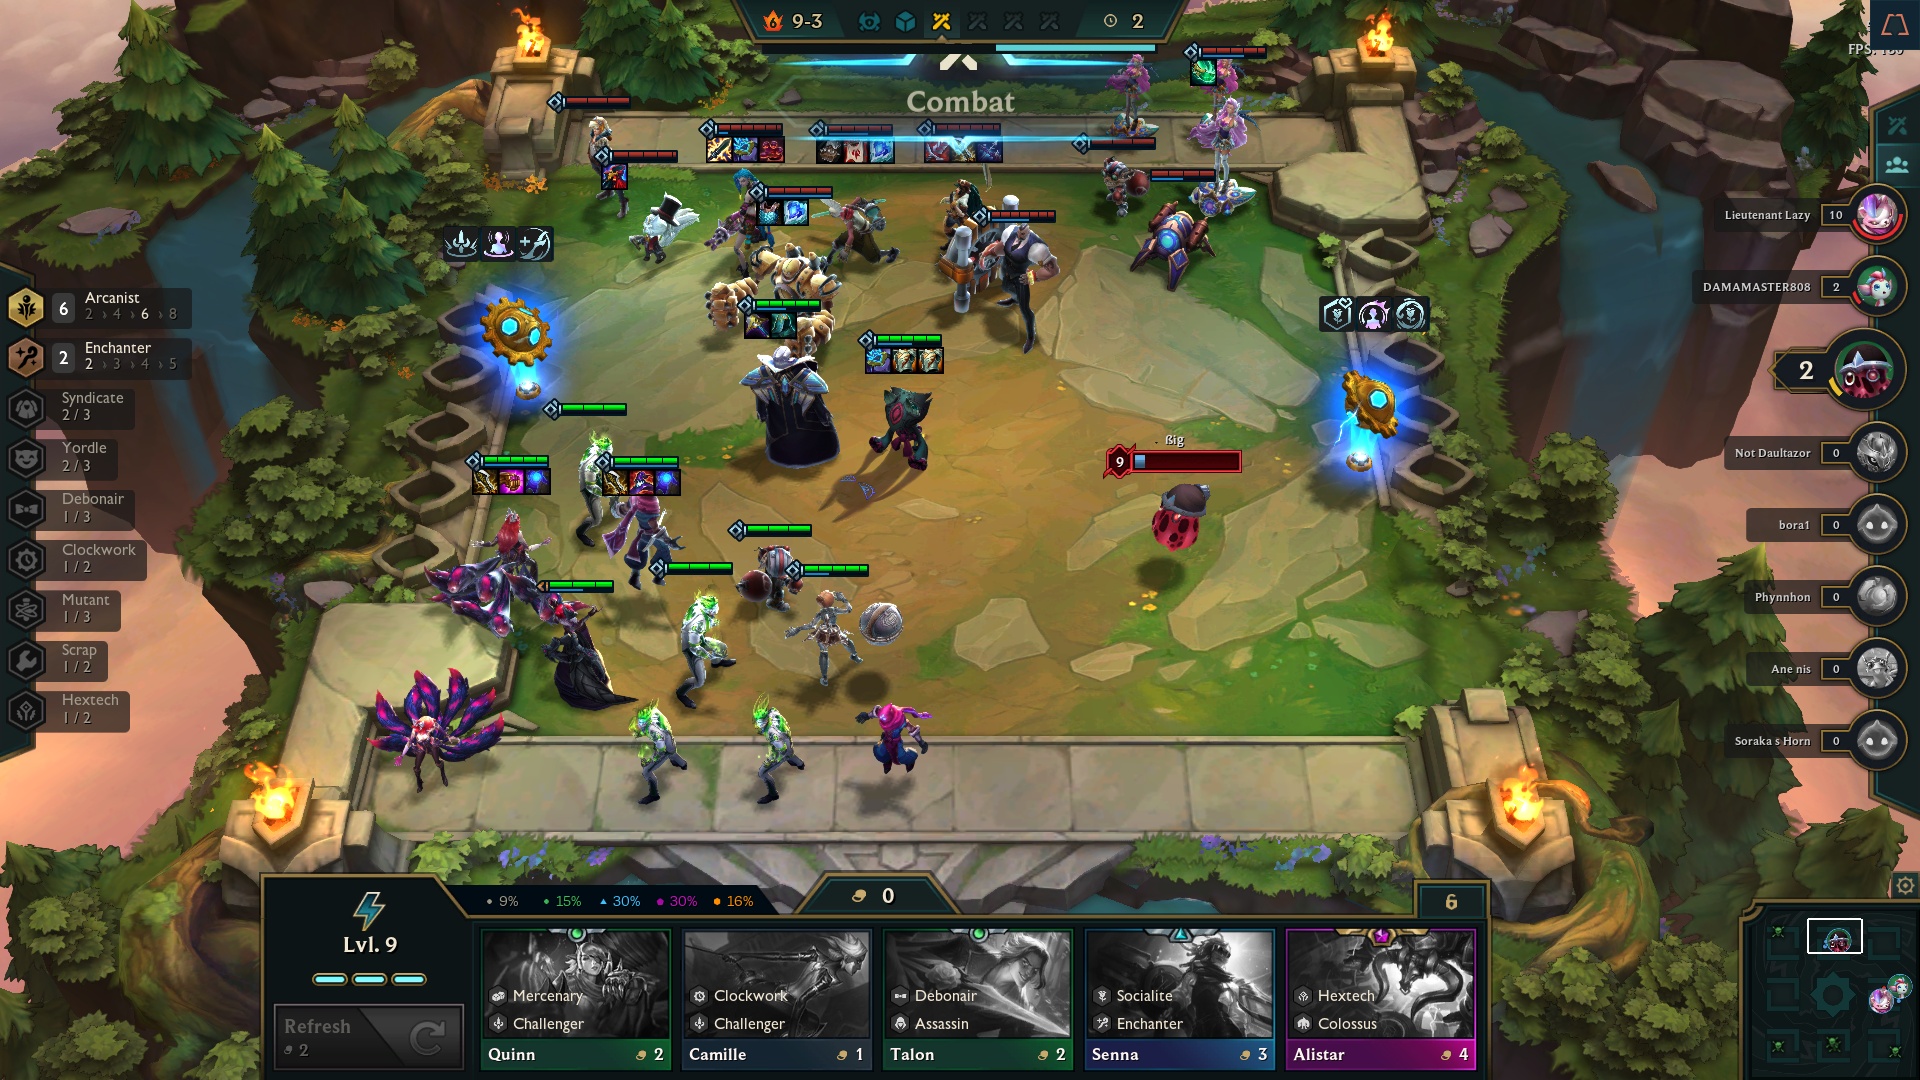 9-3
2
FPS:
Combat
Lieutenant Lazy 10
DAMAMASTER808 2
2
Not Daultazor 0
bora1 0
Phynnhon 0
Ane nis 0
Soraka s Horn 0
6 Arcanist
2 › 4 › 6 › 8
2 Enchanter
2 › 3 › 4 › 5
Syndicate
2 / 3
Yordle
2 / 3
Debonair
1 / 3
Clockwork
1 / 2
Mutant
1 / 3
Scrap
1 / 2
Hextech
1 / 2
9
Lvl. 9
9% 15% 30% 30% 16%
0
6
Refresh
2
Mercenary
Challenger
Quinn 2
Clockwork
Challenger
Camille 1
Debonair
Assassin
Talon 2
Socialite
Enchanter
Senna 3
Hextech
Colossus
Alistar 4